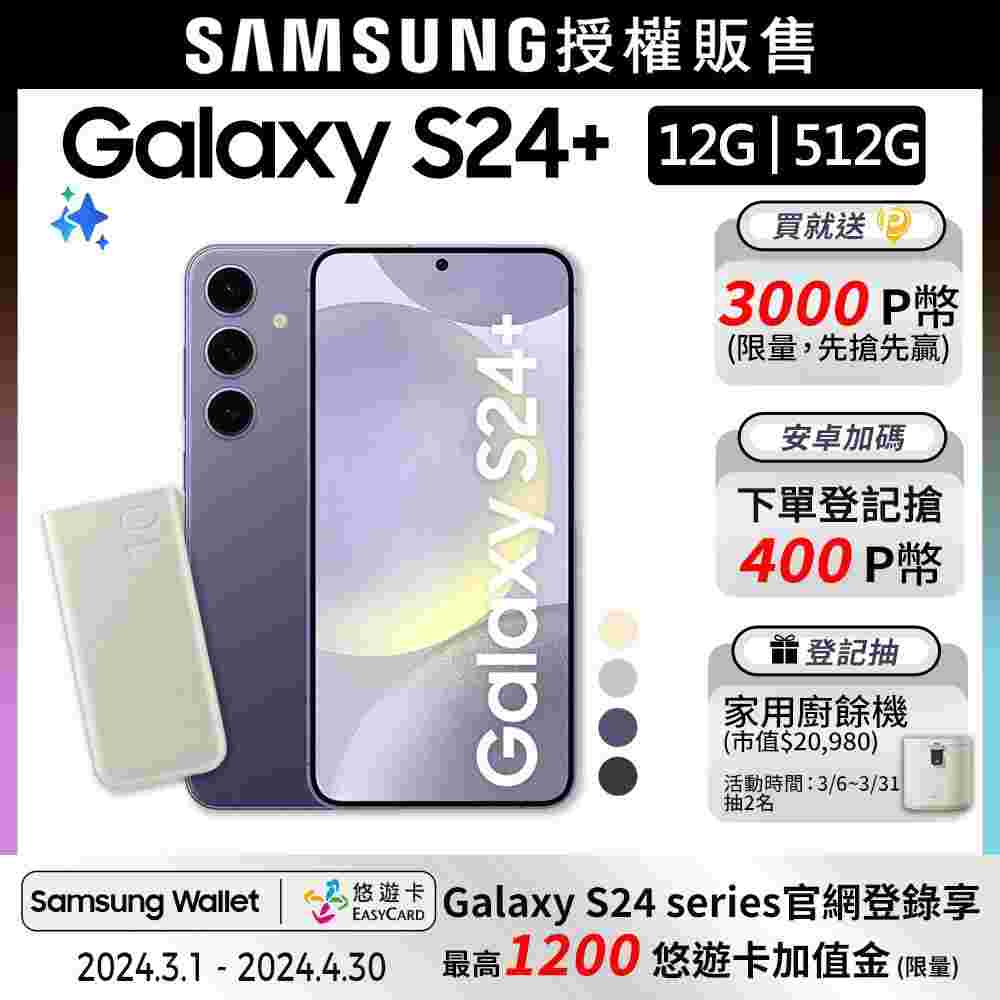 SAMSUNG授權販售
Galaxy S24+
12G | 512G
買就送 P
3000 P幣
(限量，先搶先贏)
安卓加碼
下單登記搶
400 P幣
登記抽
家用廚餘機
(市值$20,980)
活動時間：3/6~3/31
抽2名
Galaxy S24+
Samsung Wallet
悠遊卡
EASYCARD
2024.3.1 - 2024.4.30
Galaxy S24 series官網登錄享
最高1200 悠遊卡加值金 (限量)